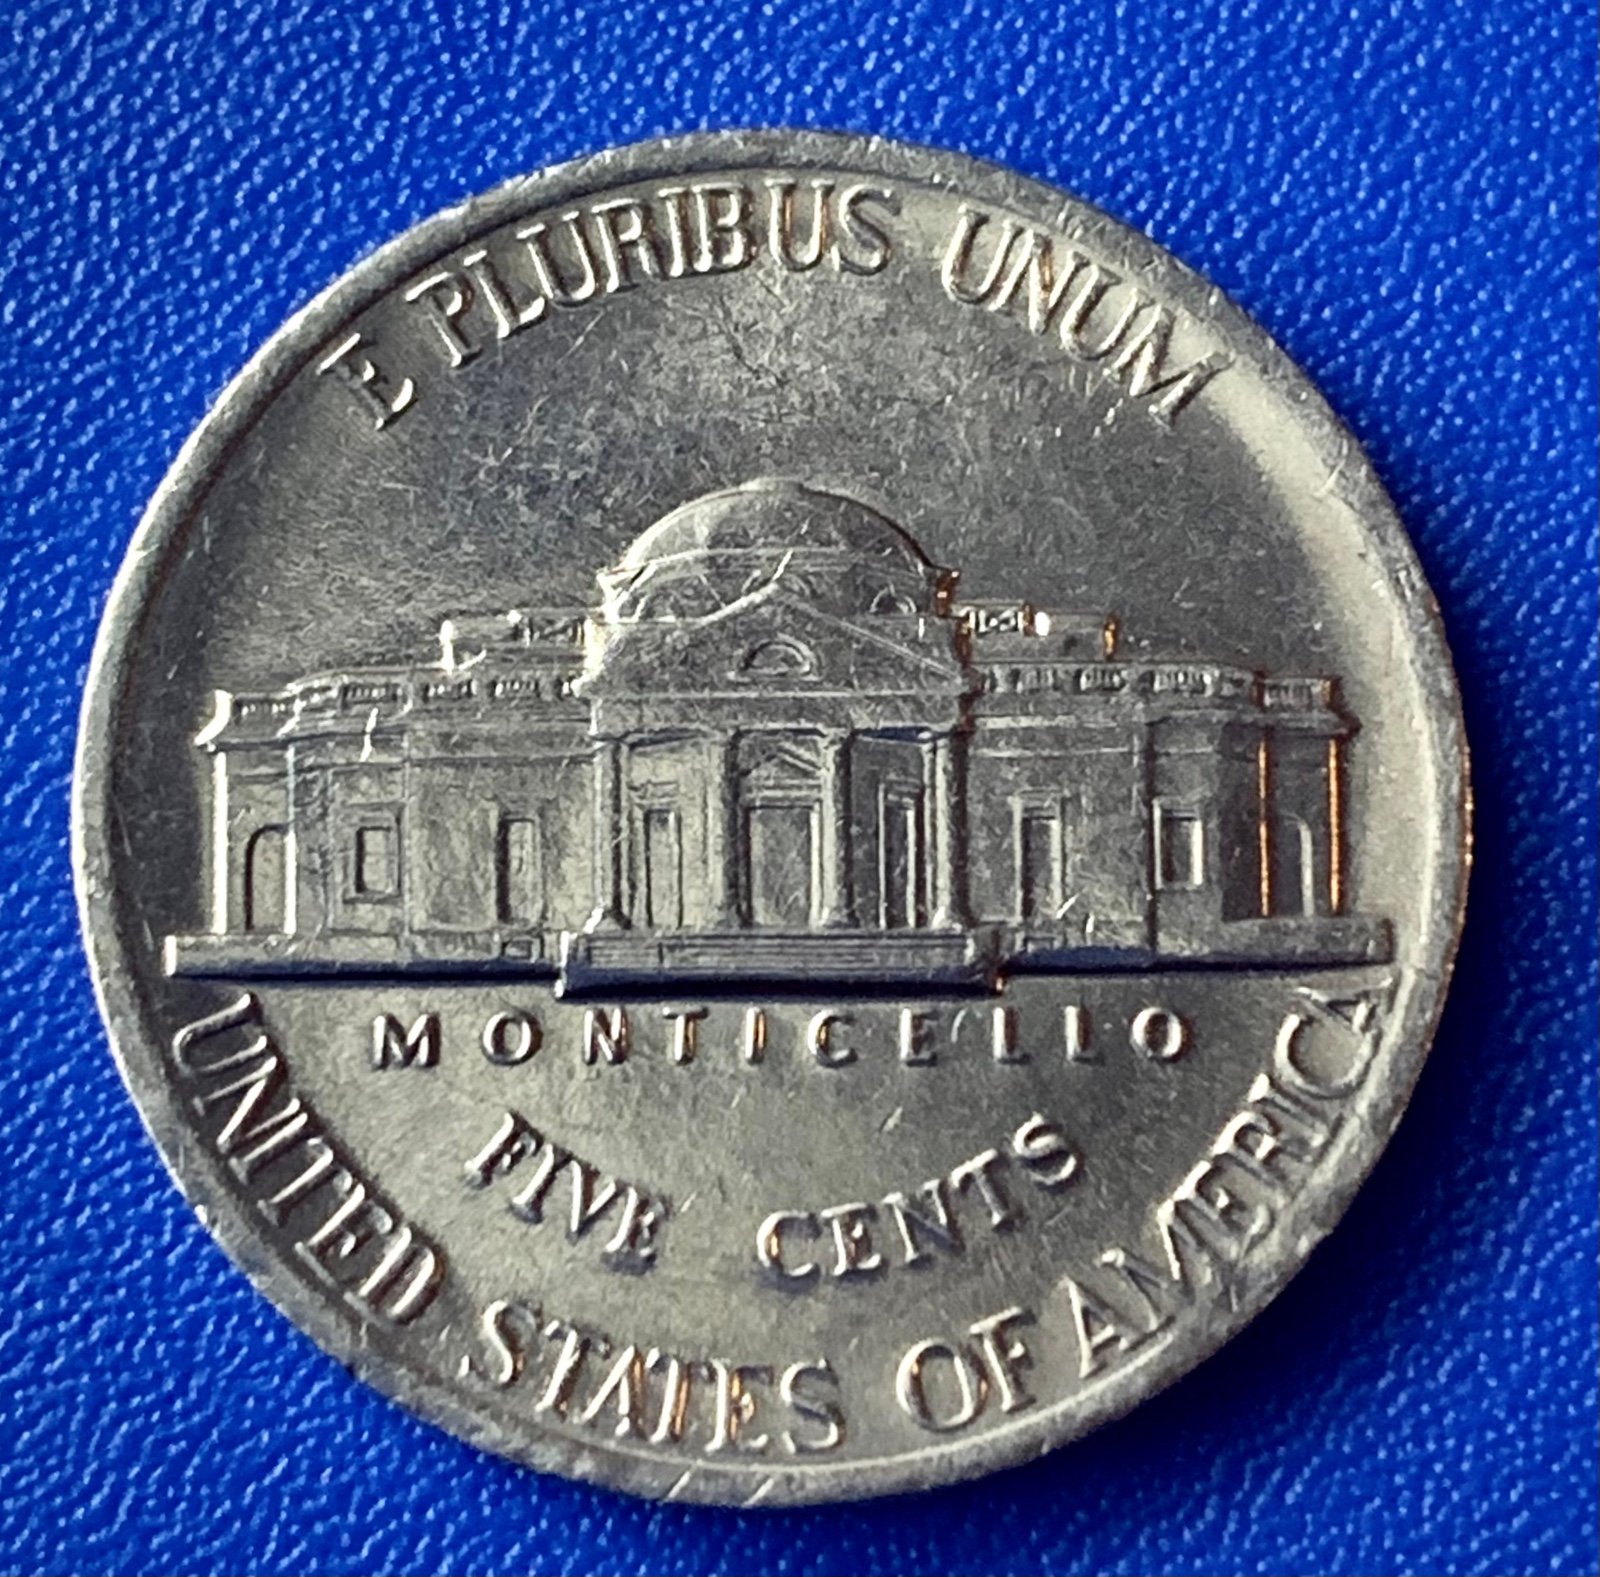 E PLURIBUS UNUM
MONTICELLO
FIVE CENTS
UNITED STATES OF AMERICA